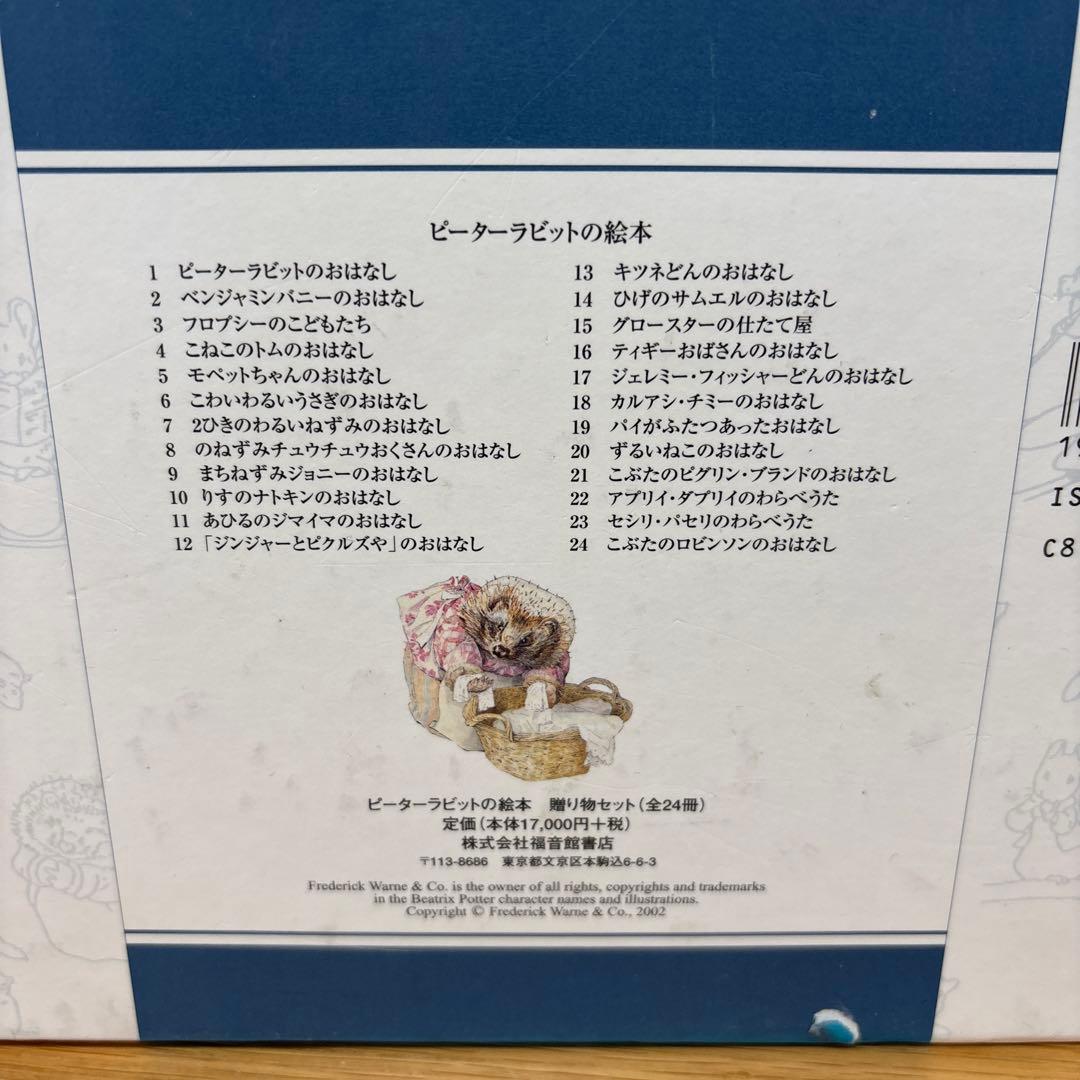 ピーターラビットの絵本
1 ピーターラビットのおはなし
2 ベンジャミンバニーのおはなし
3 フロプシーのこどもたち
4 こねこのトムのおはなし
5 モペットちゃんのおはなし
6 こわいわるいうさぎのおはなし
7 2ひきのわるいねずみのおはなし
8 のねずみチュウチュウおくさんのおはなし
9 まちねずみジョニーのおはなし
10 りすのナトキンのおはなし
11 あひるのジマイマのおはなし
12 「ジンジャーとピクルズや」のおはなし
13 キツネどんのおはなし
14 ひげのサムエルのおはなし
15 グロースターの仕たて屋
16 ティギーおばさんのおはなし
17 ジェレミー・フィッシャーどんのおはなし
18 カルアシ・チミーのおはなし
19 パイがふたつあったおはなし
20 ずるいねこのおはなし
21 こぶたのピグリン・ブランドのおはなし
22 アプリイ・ダプリイのわらべうた
23 セシリ・パセリのわらべうた
24 こぶたのロビンソンのおはなし
ピーターラビットの絵本 贈り物セット(全24冊)
定価(本体17,000円+税)
株式会社福音館書店
〒113-8686 東京都文京区本駒込6-6-3
Frederick Warne & Co. is the owner of all rights, copyrights and trademarks
in the Beatrix Potter character names and illustrations.
Copyright © Frederick Warne & Co., 2002
19
IS
C8